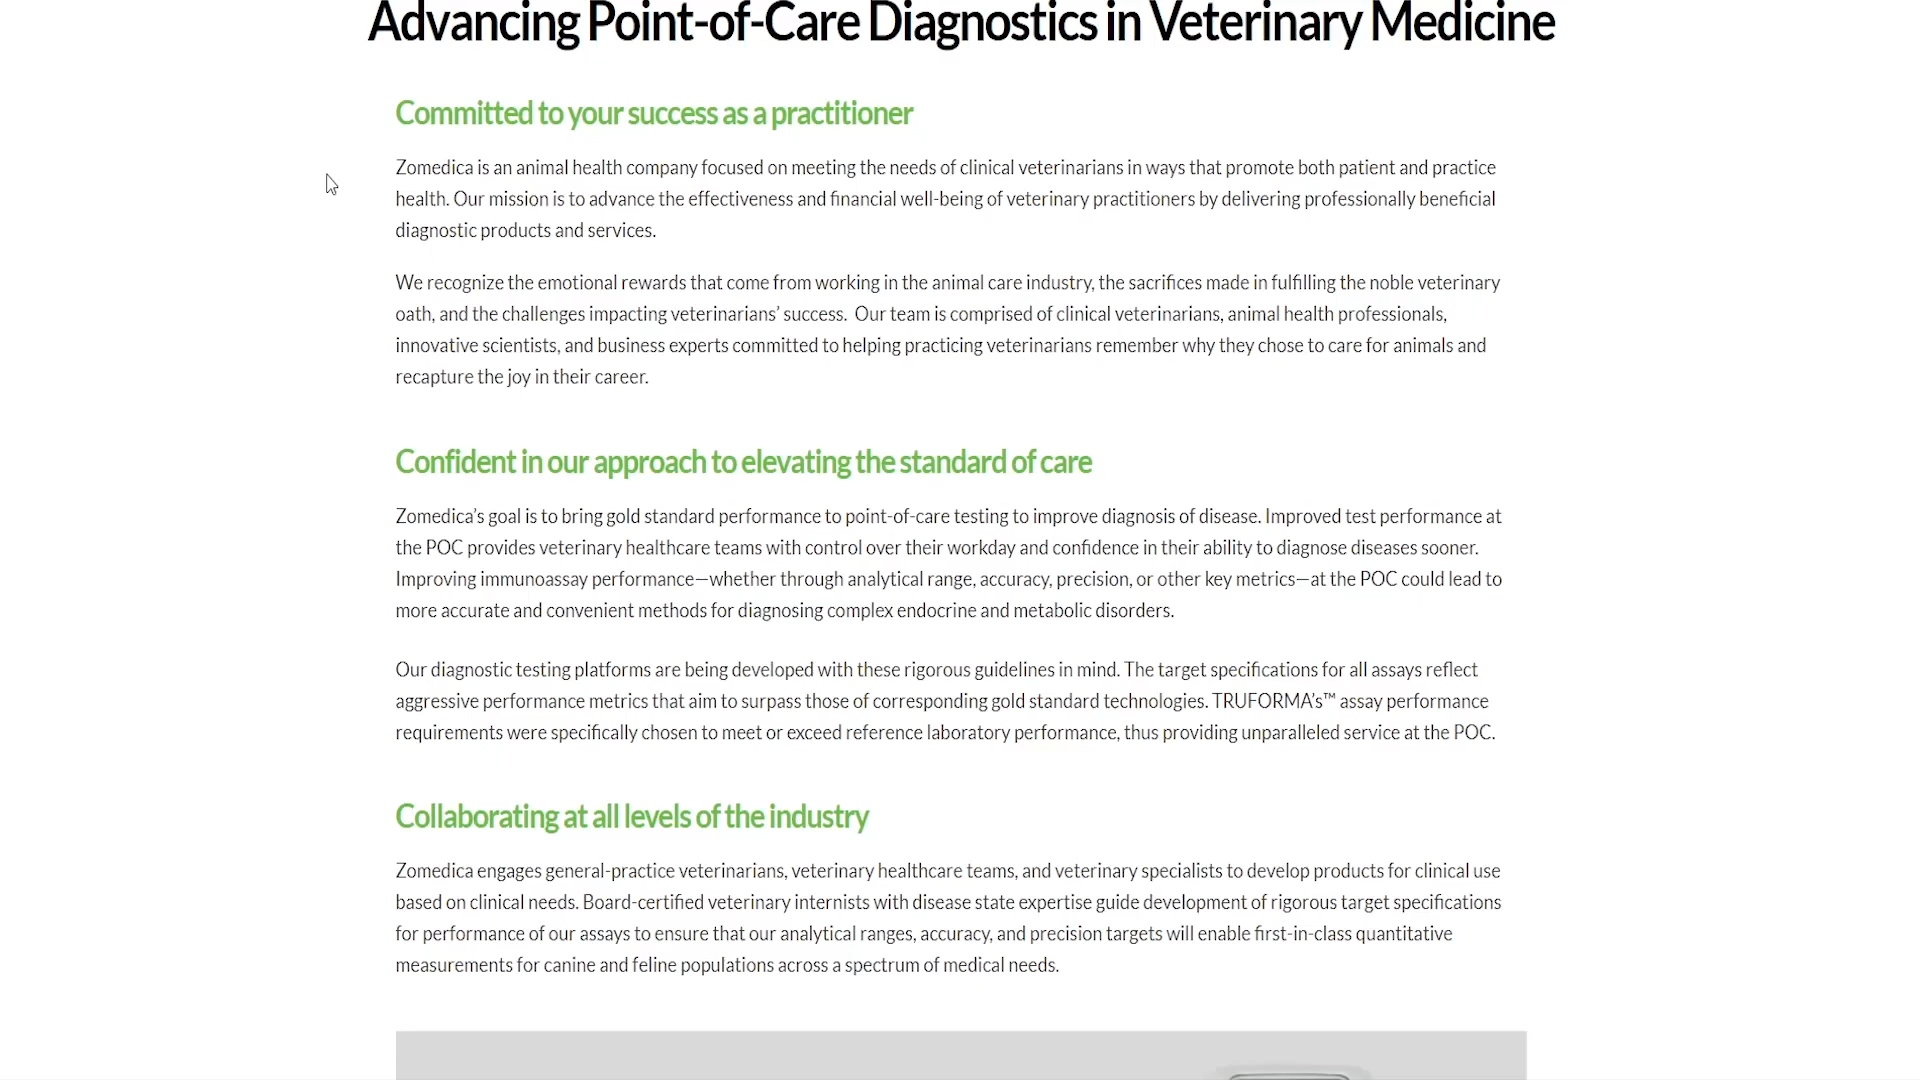 Advancing Point-of-Care Diagnostics in Veterinary Medicine
Committed to your success as a practitioner
Zomedica is an animal health company focused on meeting the needs of clinical veterinarians in ways that promote both patient and practice
health. Our mission is to advance the effectiveness and financial well-being of veterinary practitioners by delivering professionally beneficial
diagnostic products and services.
We recognize the emotional rewards that come from working in the animal care industry, the sacrifices made in fulfilling the noble veterinary
oath, and the challenges impacting veterinarians’ success.  Our team is comprised of clinical veterinarians, animal health professionals,
innovative scientists, and business experts committed to helping practicing veterinarians remember why they chose to care for animals and
recapture the joy in their career.
Confident in our approach to elevating the standard of care
Zomedica’s goal is to bring gold standard performance to point-of-care testing to improve diagnosis of disease. Improved test performance at
the POC provides veterinary healthcare teams with control over their workday and confidence in their ability to diagnose diseases sooner.
Improving immunoassay performance—whether through analytical range, accuracy, precision, or other key metrics—at the POC could lead to
more accurate and convenient methods for diagnosing complex endocrine and metabolic disorders.
Our diagnostic testing platforms are being developed with these rigorous guidelines in mind. The target specifications for all assays reflect
aggressive performance metrics that aim to surpass those of corresponding gold standard technologies. TRUFORMA’s™ assay performance
requirements were specifically chosen to meet or exceed reference laboratory performance, thus providing unparalleled service at the POC.
Collaborating at all levels of the industry
Zomedica engages general-practice veterinarians, veterinary healthcare teams, and veterinary specialists to develop products for clinical use
based on clinical needs. Board-certified veterinary internists with disease state expertise guide development of rigorous target specifications
for performance of our assays to ensure that our analytical ranges, accuracy, and precision targets will enable first-in-class quantitative
measurements for canine and feline populations across a spectrum of medical needs.